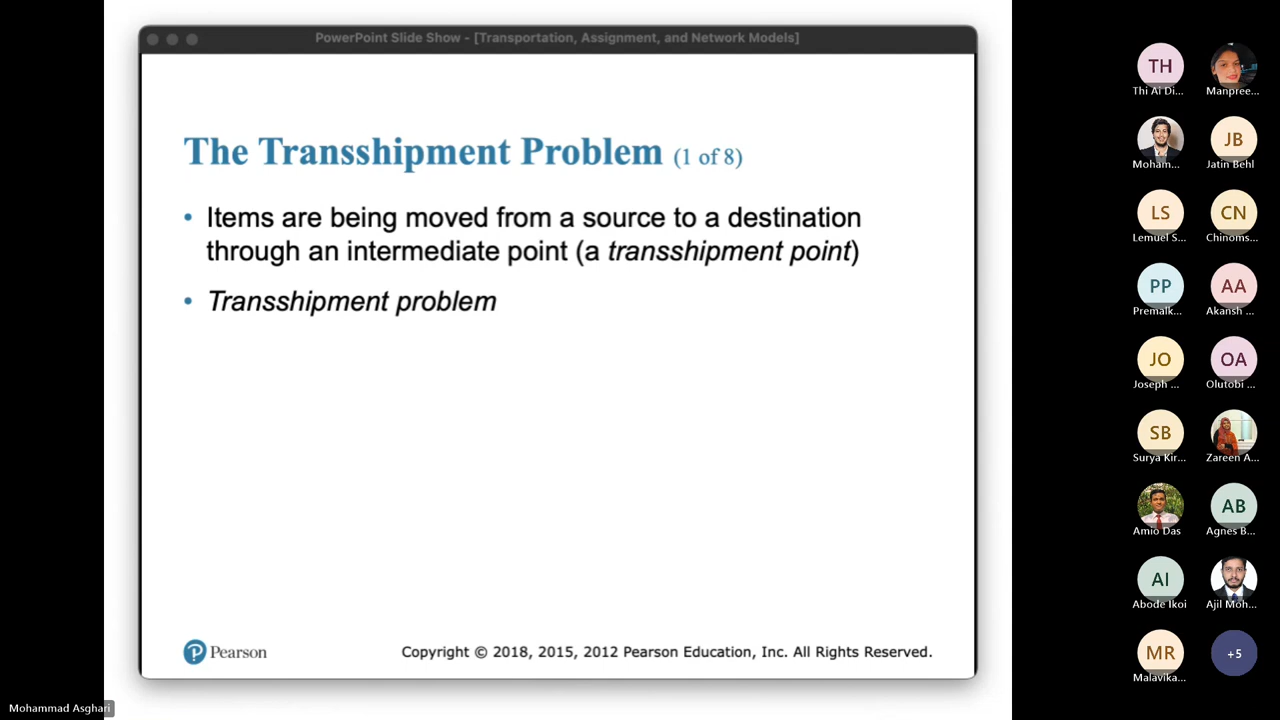 PowerPoint Slide Show - [Transportation, Assignment, and Network Models]
The Transshipment Problem (1 of 8)
• Items are being moved from a source to a destination
through an intermediate point (a transshipment point)
• Transshipment problem
Pearson
Copyright © 2018, 2015, 2012 Pearson Education, Inc. All Rights Reserved.
Mohammad Asghari
TH
Thi Ai Di...
Manpree...
Moham...
JB
Jatin Behl
LS
Lemuel S...
CN
Chinoms...
PP
Premalk...
AA
Akansh ...
JO
Joseph ...
OA
Olutobi ...
SB
Surya Kir...
Zareen A...
Amio Das
AB
Agnes B...
AI
Abode Ikoi
Ajil Moh...
MR
Malavika...
+5